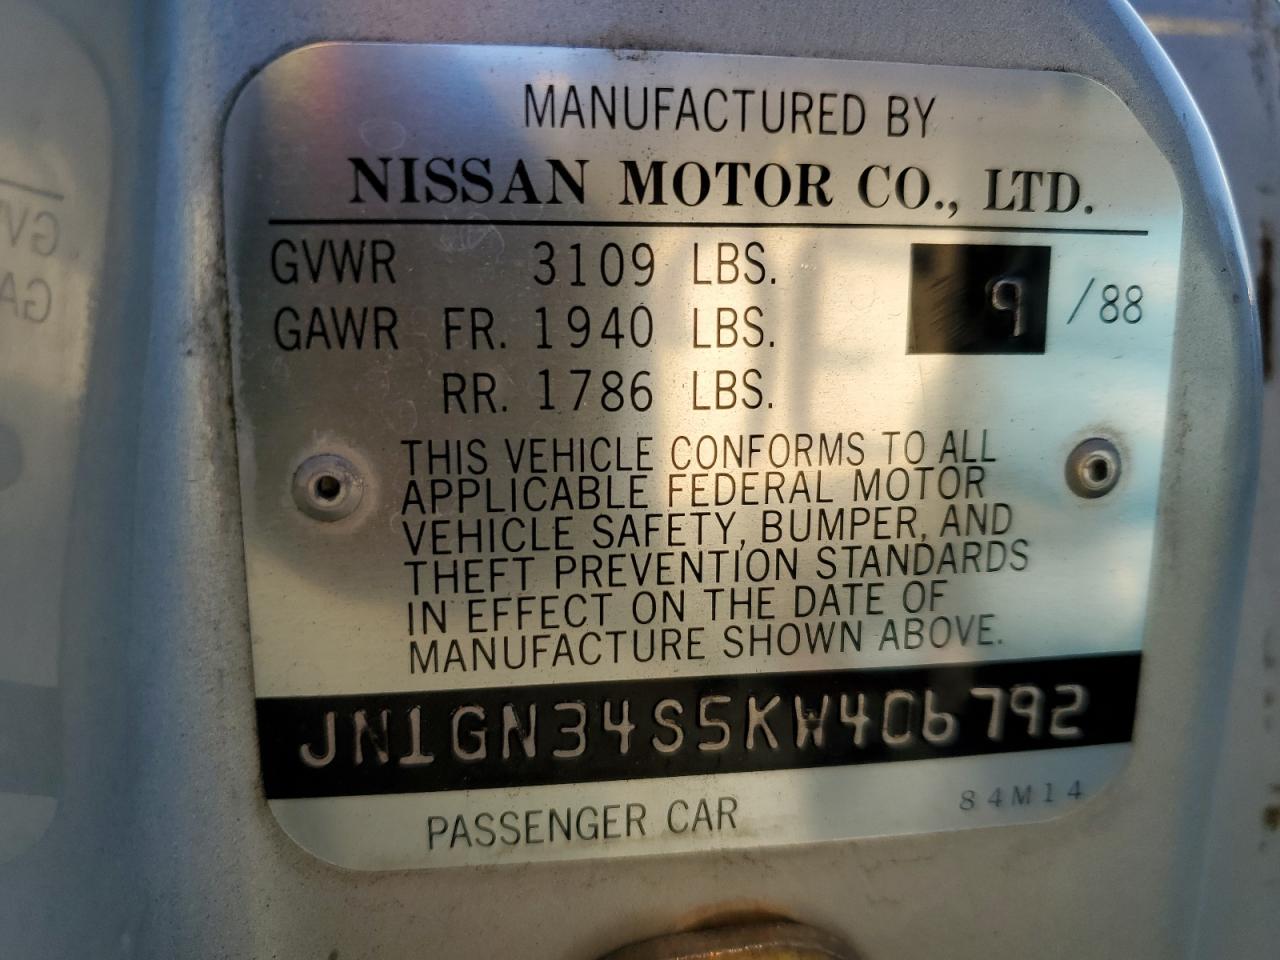 MANUFACTURED BY
NISSAN MOTOR CO., LTD.
GVWR 3109 LBS. 9 /88
GAWR FR. 1940 LBS.
RR. 1786 LBS.
THIS VEHICLE CONFORMS TO ALL
APPLICABLE FEDERAL MOTOR
VEHICLE SAFETY, BUMPER, AND
THEFT PREVENTION STANDARDS
IN EFFECT ON THE DATE OF
MANUFACTURE SHOWN ABOVE.
JN1GN34S5KW406792
PASSENGER CAR 84M14